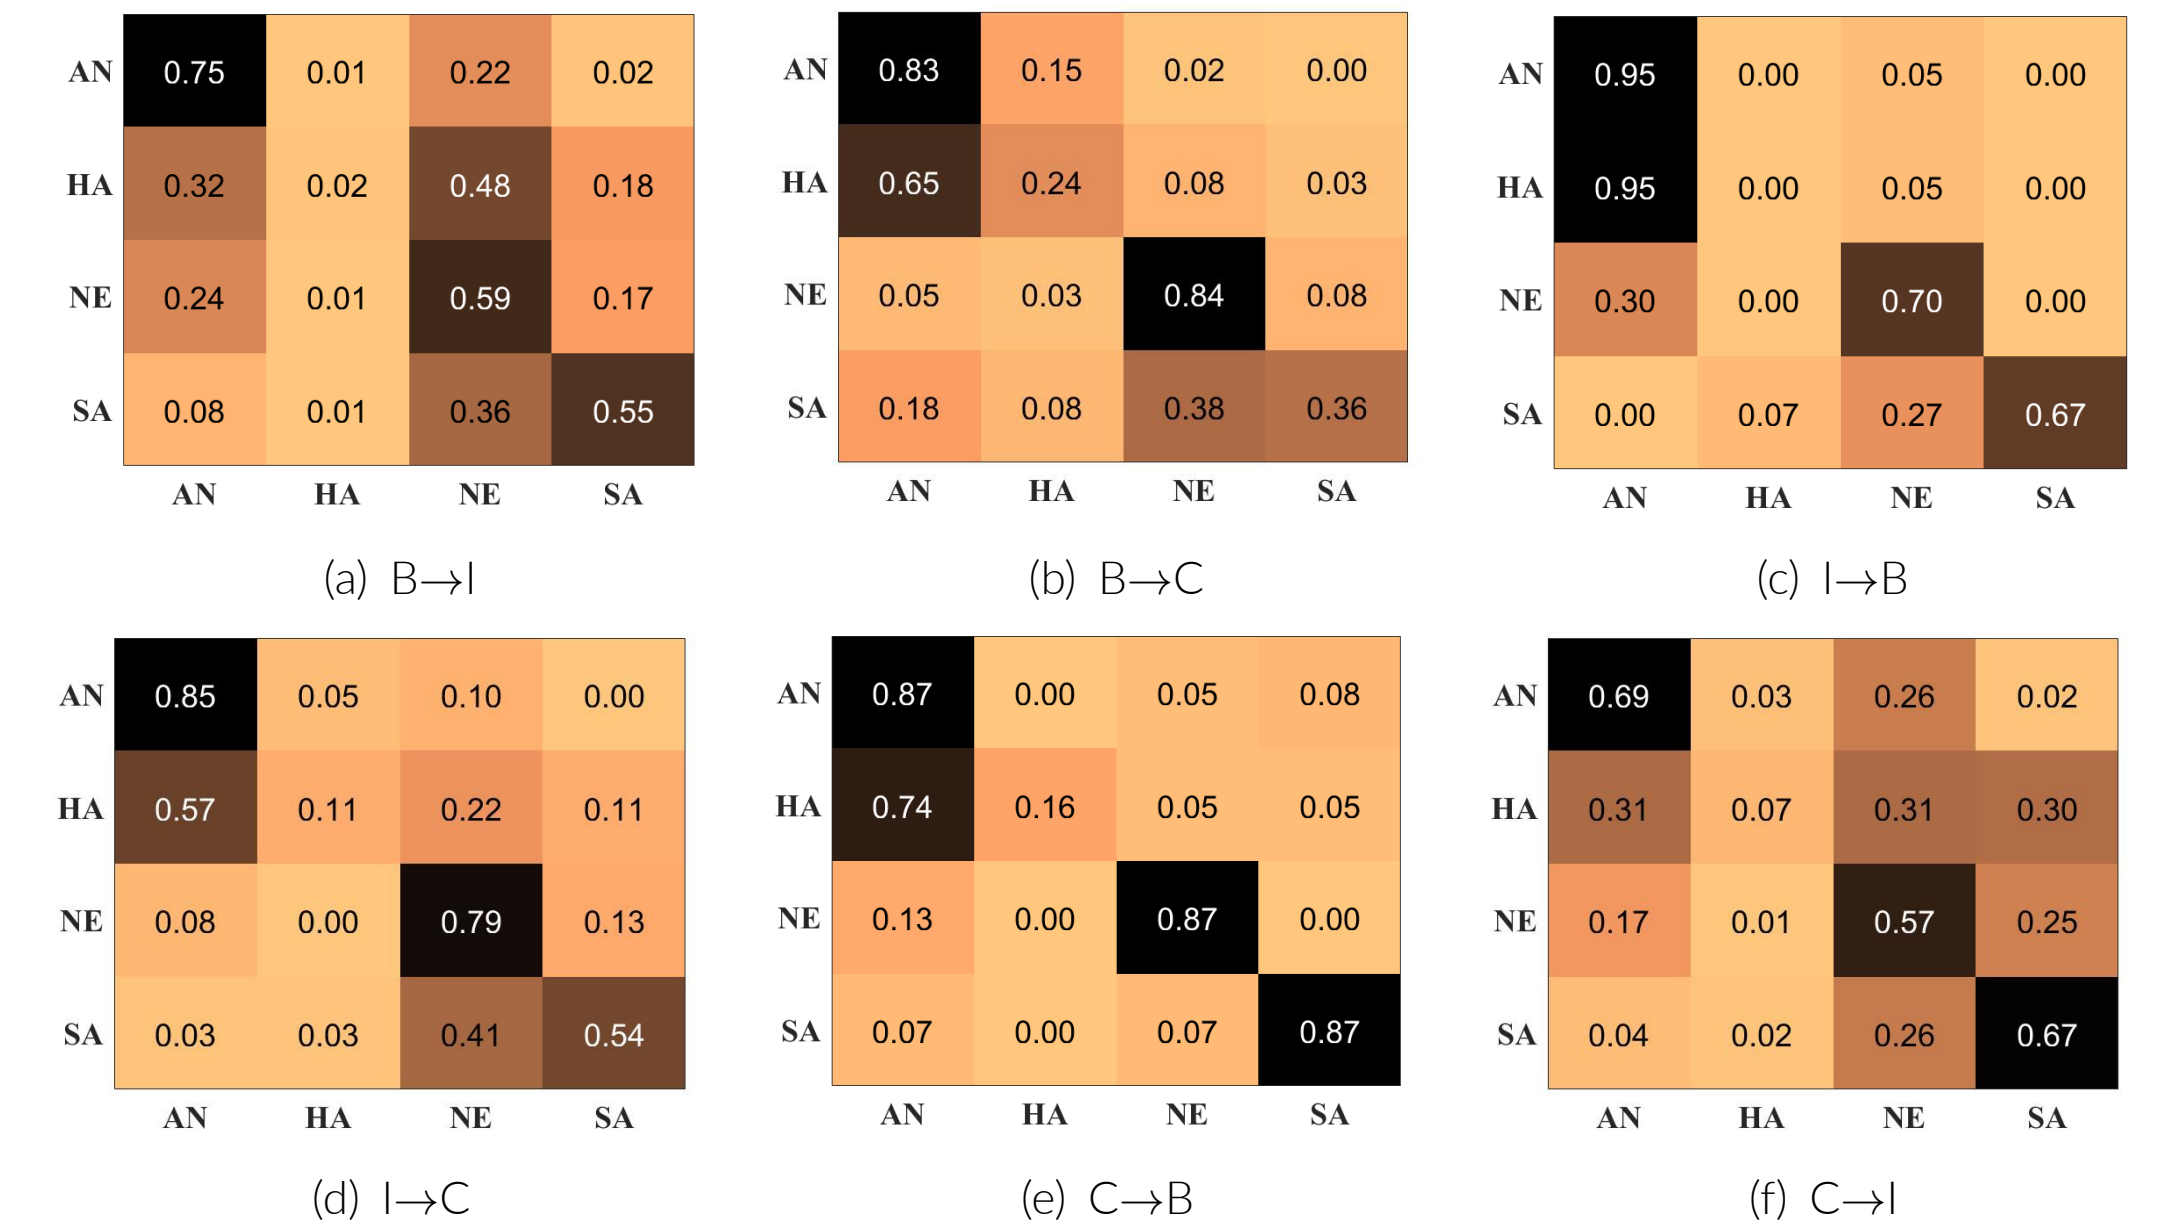 AN 0.75 0.01 0.22 0.02
HA 0.32 0.02 0.48 0.18
NE 0.24 0.01 0.59 0.17
SA 0.08 0.01 0.36 0.55
AN HA NE SA
(a) B→I
AN 0.83 0.15 0.02 0.00
HA 0.65 0.24 0.08 0.03
NE 0.05 0.03 0.84 0.08
SA 0.18 0.08 0.38 0.36
AN HA NE SA
(b) B→C
AN 0.95 0.00 0.05 0.00
HA 0.95 0.00 0.05 0.00
NE 0.30 0.00 0.70 0.00
SA 0.00 0.07 0.27 0.67
AN HA NE SA
(c) I→B
AN 0.85 0.05 0.10 0.00
HA 0.57 0.11 0.22 0.11
NE 0.08 0.00 0.79 0.13
SA 0.03 0.03 0.41 0.54
AN HA NE SA
(d) I→C
AN 0.87 0.00 0.05 0.08
HA 0.74 0.16 0.05 0.05
NE 0.13 0.00 0.87 0.00
SA 0.07 0.00 0.07 0.87
AN HA NE SA
(e) C→B
AN 0.69 0.03 0.26 0.02
HA 0.31 0.07 0.31 0.30
NE 0.17 0.01 0.57 0.25
SA 0.04 0.02 0.26 0.67
AN HA NE SA
(f) C→I